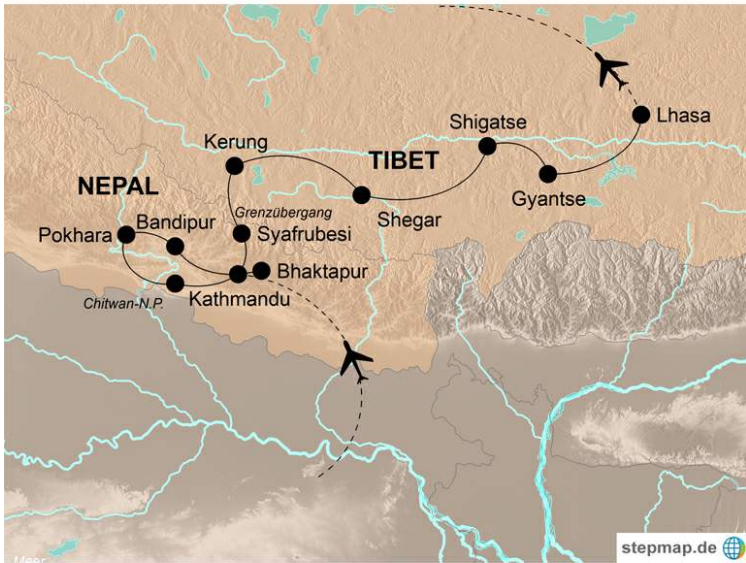 Lhasa
Shigatse
Kerung
TIBET
NEPAL
Gyantse
Shegar
Grenzübergang
Bandipur
Syafrubesi
Pokhara
Bhaktapur
Kathmandu
Chitwan-N.P.
stepmap.de